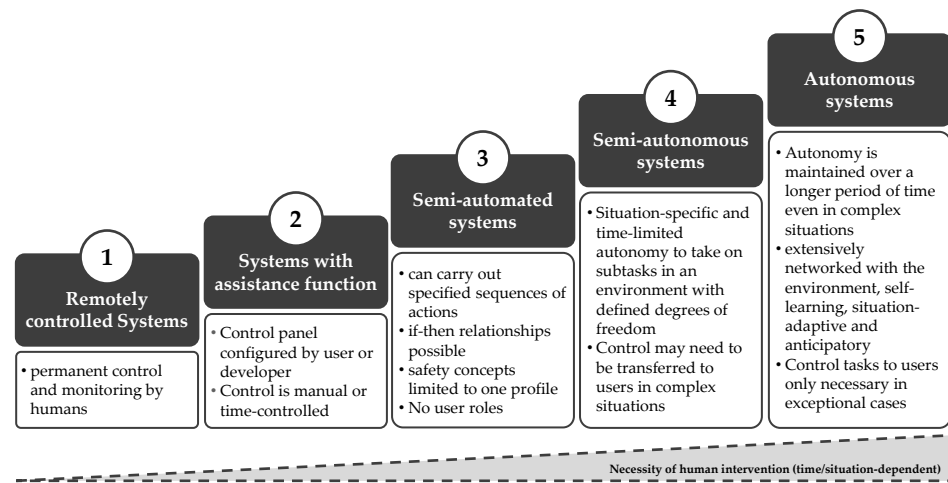 1
Remotely
controlled Systems
• permanent control
and monitoring by
humans
2
Systems with
assistance function
• Control panel
configured by user or
developer
• Control is manual or
time-controlled
3
Semi-automated
systems
• can carry out
specified sequences of
actions
• if-then relationships
possible
• safety concepts
limited to one profile
• No user roles
4
Semi-autonomous
systems
• Situation-specific and
time-limited
autonomy to take on
subtasks in an
environment with
defined degrees of
freedom
• Control may need to
be transferred to
users in complex
situations
5
Autonomous
systems
• Autonomy is
maintained over a
longer period of time
even in complex
situations
• extensively
networked with the
environment, self-
learning, situation-
adaptive and
anticipatory
• Control tasks to users
only necessary in
exceptional cases
Necessity of human intervention (time/situation-dependent)